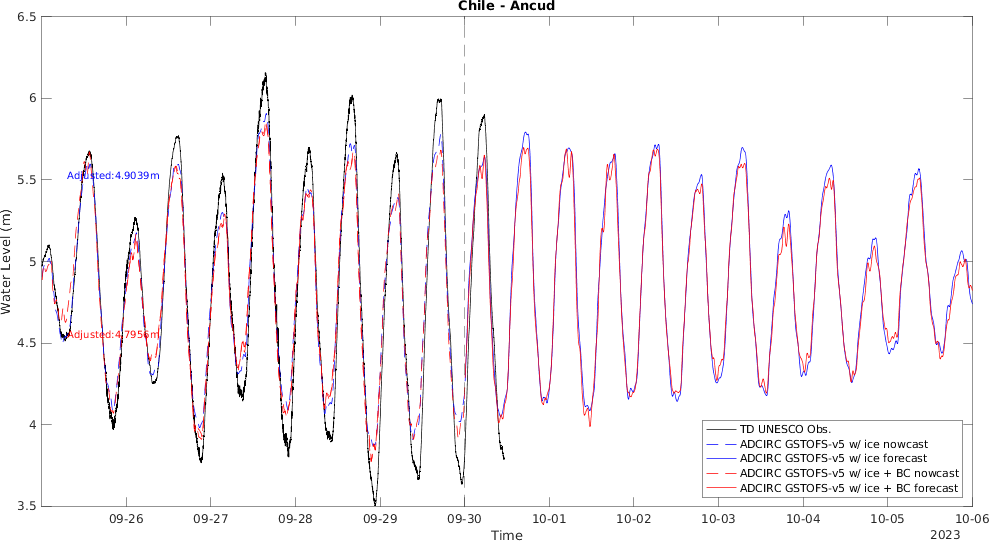 Chile - Ancud
6.5
6
5.5
5
4.5
4
3.5
Water Level (m)
Adjusted:4.9039m
Adjusted:4.7956m
TD UNESCO Obs.
ADCIRC GSTOFS-v5 w/ ice nowcast
ADCIRC GSTOFS-v5 w/ ice forecast
ADCIRC GSTOFS-v5 w/ ice + BC nowcast
ADCIRC GSTOFS-v5 w/ ice + BC forecast
09-26 09-27 09-28 09-29 09-30 10-01 10-02 10-03 10-04 10-05 10-06
Time
2023